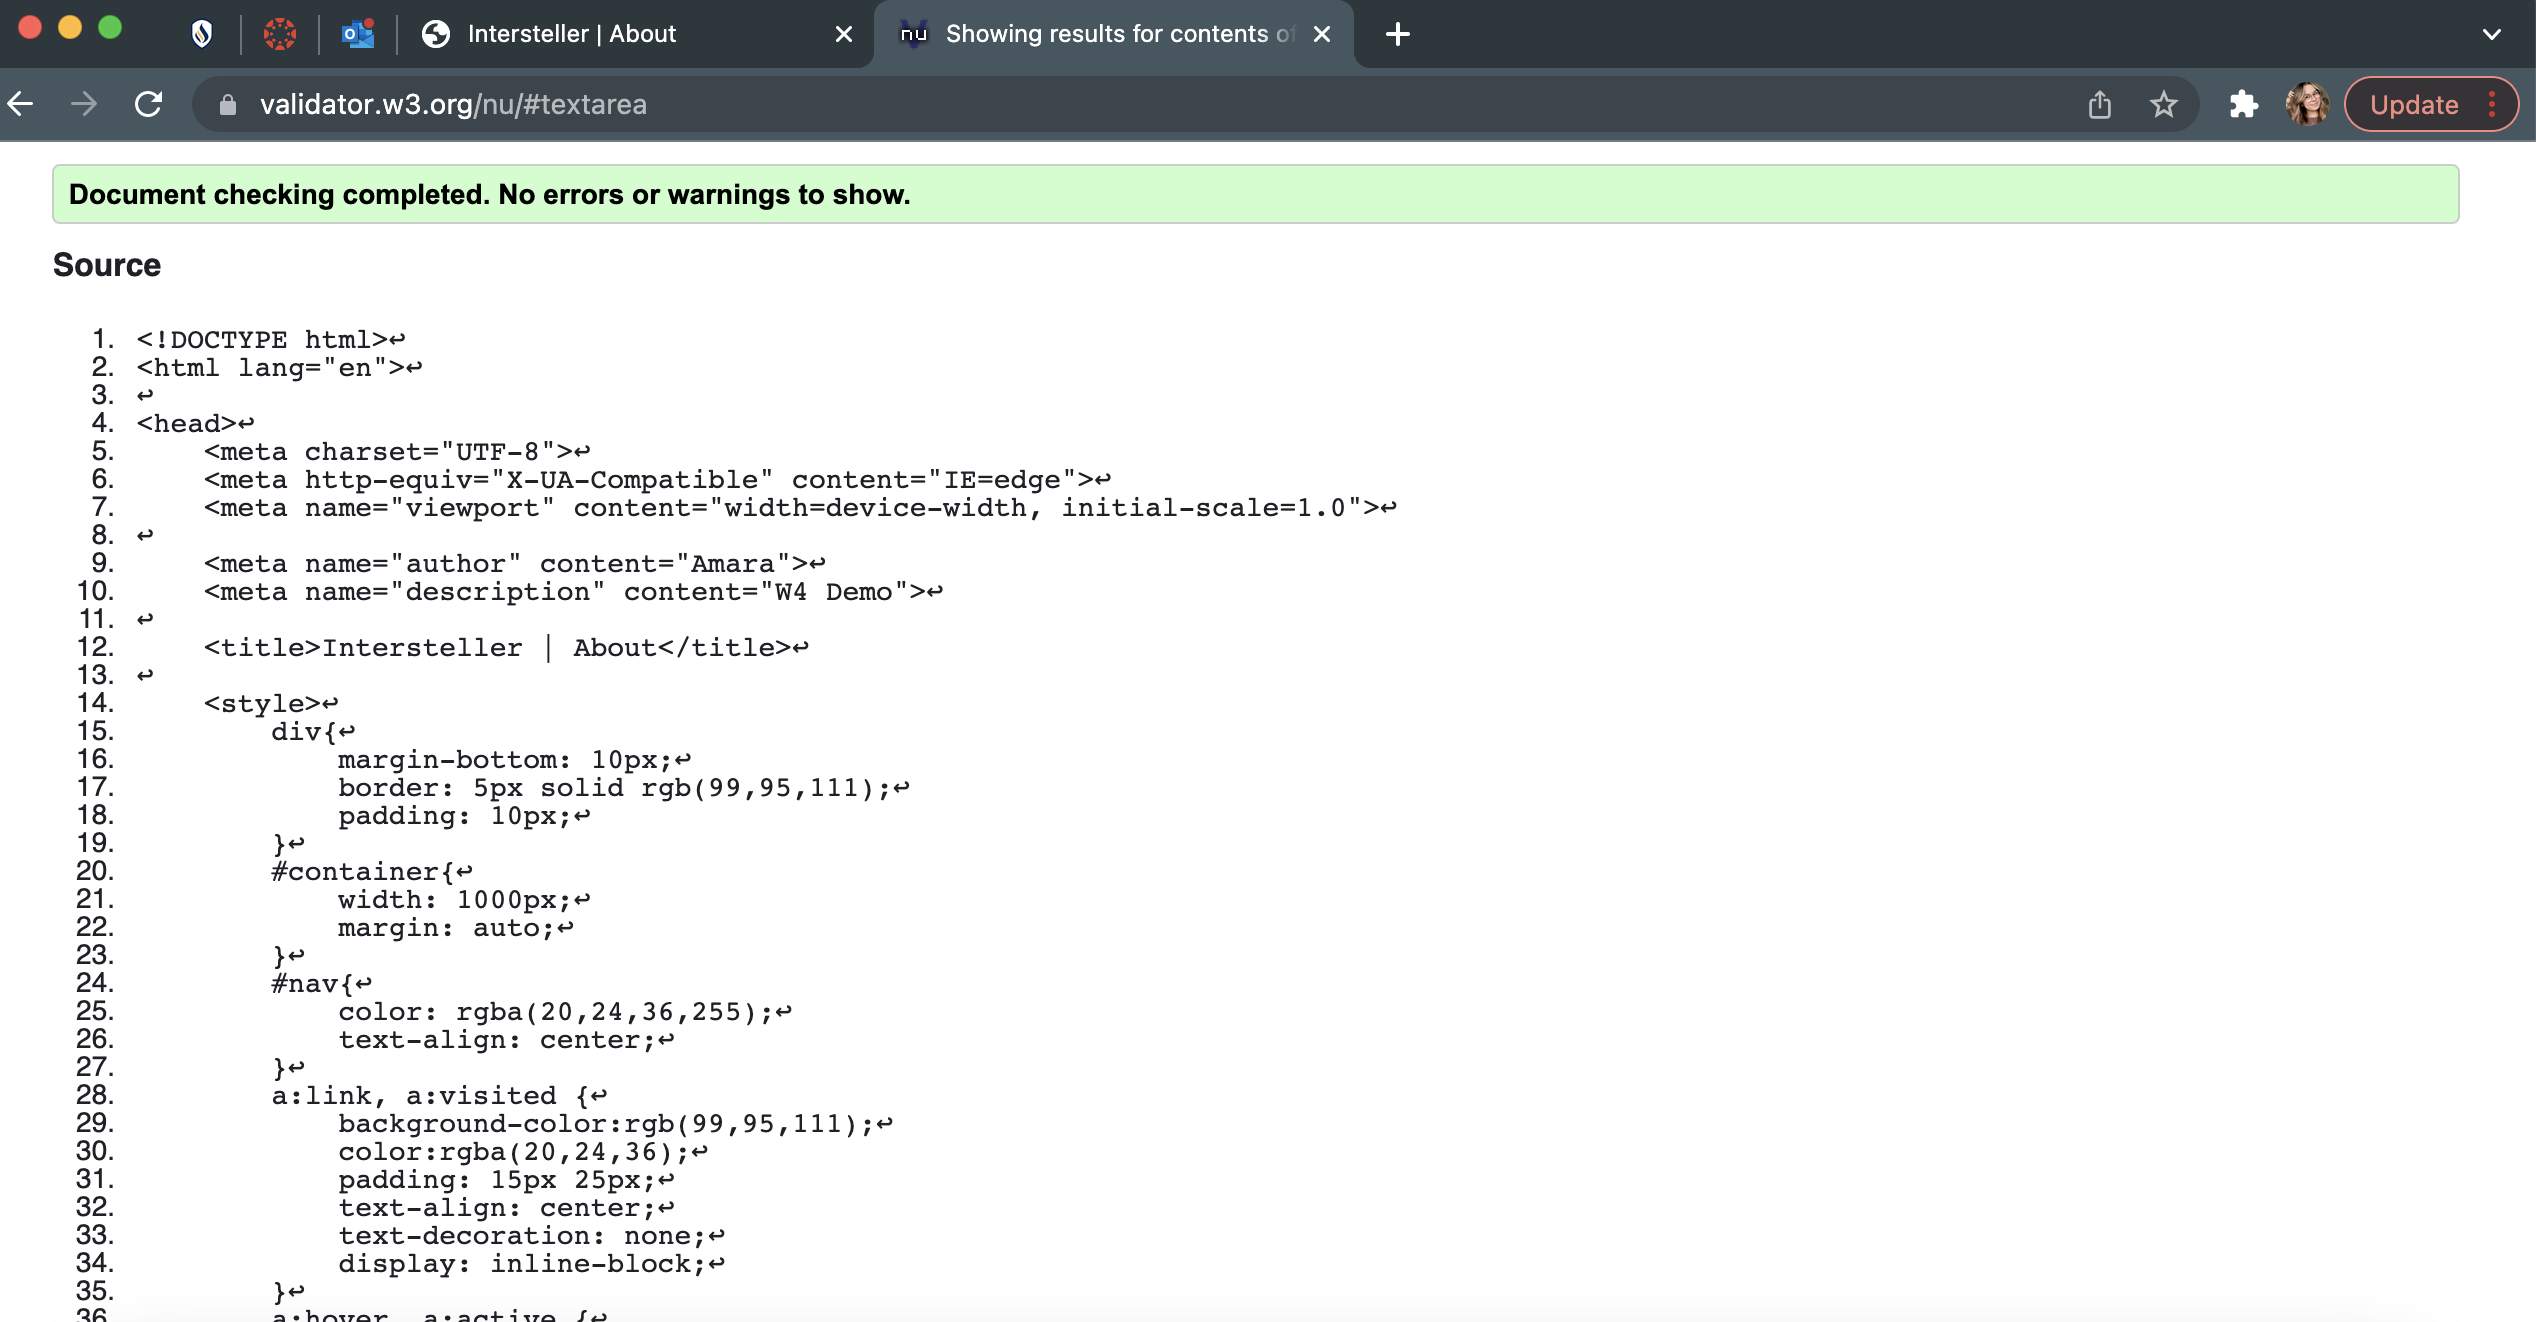 Intersteller | About
nu Showing results for contents of
validator.w3.org/nu/#textarea
Update
Document checking completed. No errors or warnings to show.
Source
1. <!DOCTYPE html>↩
2. <html lang="en">↩
3. ↩
4. <head>↩
5.     <meta charset="UTF-8">↩
6.     <meta http-equiv="X-UA-Compatible" content="IE=edge">↩
7.     <meta name="viewport" content="width=device-width, initial-scale=1.0">↩
8. ↩
9.     <meta name="author" content="Amara">↩
10.     <meta name="description" content="W4 Demo">↩
11. ↩
12.     <title>Intersteller | About</title>↩
13. ↩
14.     <style>↩
15.         div{↩
16.             margin-bottom: 10px;↩
17.             border: 5px solid rgb(99,95,111);↩
18.             padding: 10px;↩
19.         }↩
20.         #container{↩
21.             width: 1000px;↩
22.             margin: auto;↩
23.         }↩
24.         #nav{↩
25.             color: rgba(20,24,36,255);↩
26.             text-align: center;↩
27.         }↩
28.         a:link, a:visited {↩
29.             background-color:rgb(99,95,111);↩
30.             color:rgba(20,24,36);↩
31.             padding: 15px 25px;↩
32.             text-align: center;↩
33.             text-decoration: none;↩
34.             display: inline-block;↩
35.         }↩
36.         a:hover, a:active {↩